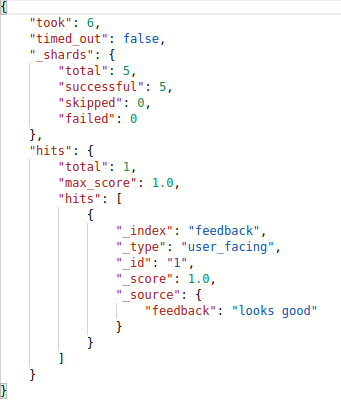 {
    "took": 6,
    "timed_out": false,
    "_shards": {
        "total": 5,
        "successful": 5,
        "skipped": 0,
        "failed": 0
    },
    "hits": {
        "total": 1,
        "max_score": 1.0,
        "hits": [
            {
                "_index": "feedback",
                "_type": "user_facing",
                "_id": "1",
                "_score": 1.0,
                "_source": {
                    "feedback": "looks good"
                }
            }
        ]
    }
}